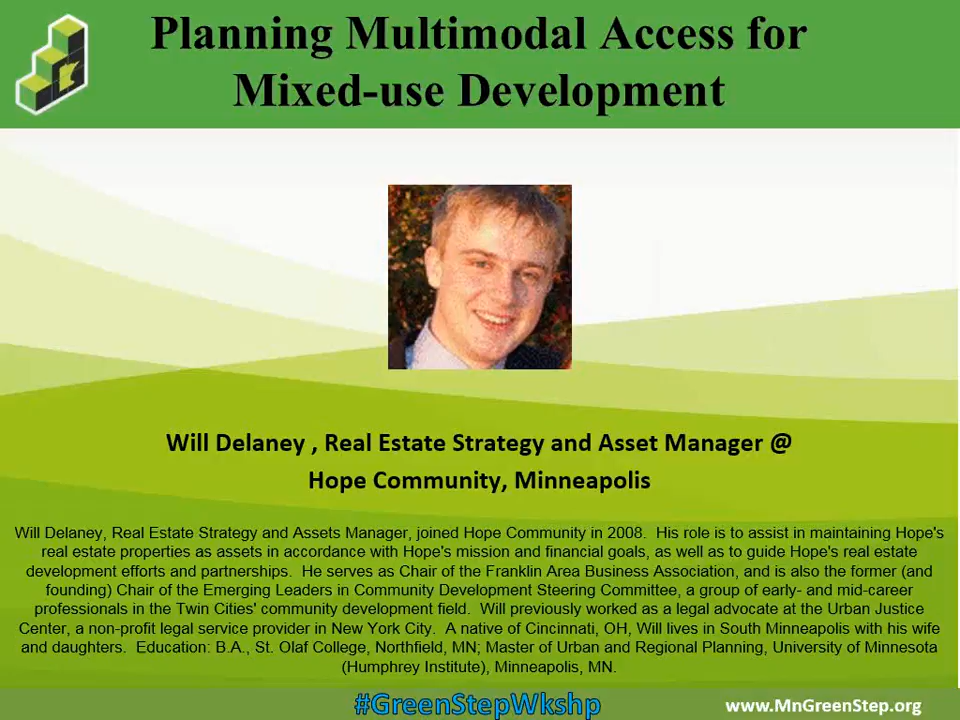 Planning Multimodal Access for
Mixed-use Development
Will Delaney , Real Estate Strategy and Asset Manager @
Hope Community, Minneapolis
Will Delaney, Real Estate Strategy and Assets Manager, joined Hope Community in 2008.  His role is to assist in maintaining Hope's
real estate properties as assets in accordance with Hope's mission and financial goals, as well as to guide Hope's real estate
development efforts and partnerships.  He serves as Chair of the Franklin Area Business Association, and is also the former (and
founding) Chair of the Emerging Leaders in Community Development Steering Committee, a group of early- and mid-career
professionals in the Twin Cities' community development field.  Will previously worked as a legal advocate at the Urban Justice
Center, a non-profit legal service provider in New York City.  A native of Cincinnati, OH, Will lives in South Minneapolis with his wife
and daughters.  Education: B.A., St. Olaf College, Northfield, MN; Master of Urban and Regional Planning, University of Minnesota
(Humphrey Institute), Minneapolis, MN.
#GreenStepWkshp
www.MnGreenStep.org